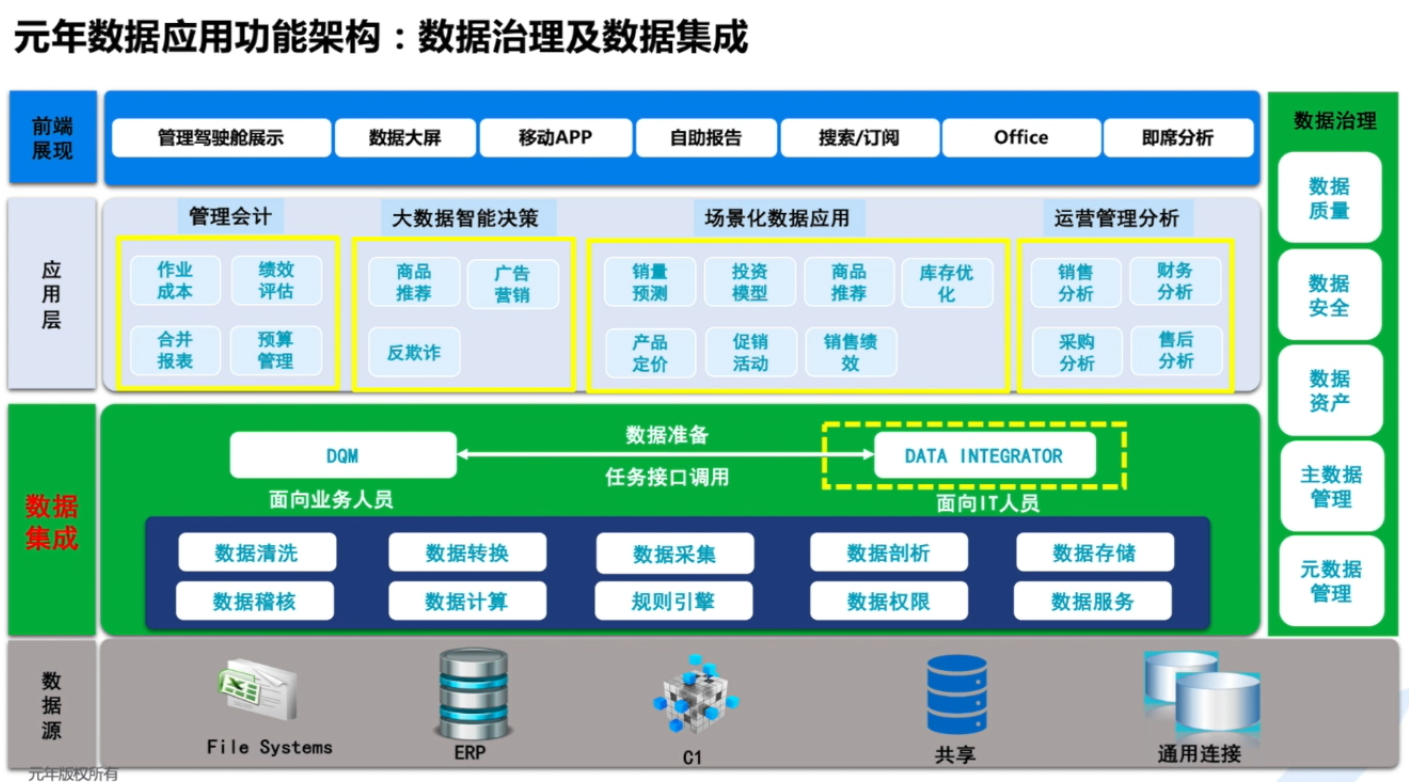 元年数据应用功能架构：数据治理及数据集成
前端
展现
管理驾驶舱展示
数据大屏
移动APP
自助报告
搜索/订阅
Office
即席分析
应
用
层
管理会计
作业
成本
绩效
评估
合并
报表
预算
管理
大数据智能决策
商品
推荐
广告
营销
反欺诈
场景化数据应用
销量
预测
投资
模型
商品
推荐
库存优
化
产品
定价
促销
活动
销售绩
效
运营管理分析
销售
分析
财务
分析
采购
分析
售后
分析
数据
集成
DQM
面向业务人员
数据准备
任务接口调用
DATA INTEGRATOR
面向IT人员
数据清洗
数据转换
数据采集
数据剖析
数据存储
数据稽核
数据计算
规则引擎
数据权限
数据服务
数据治理
数据
质量
数据
安全
数据
资产
主数据
管理
元数据
管理
数
据
源
File Systems
ERP
C1
共享
通用连接
元年版权所有